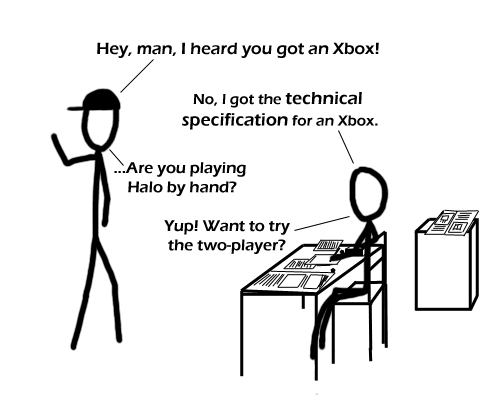 Hey, man, I heard you got an Xbox!
No, I got the technical
specification for an Xbox.
...Are you playing
Halo by hand?
Yup! Want to try
the two-player?